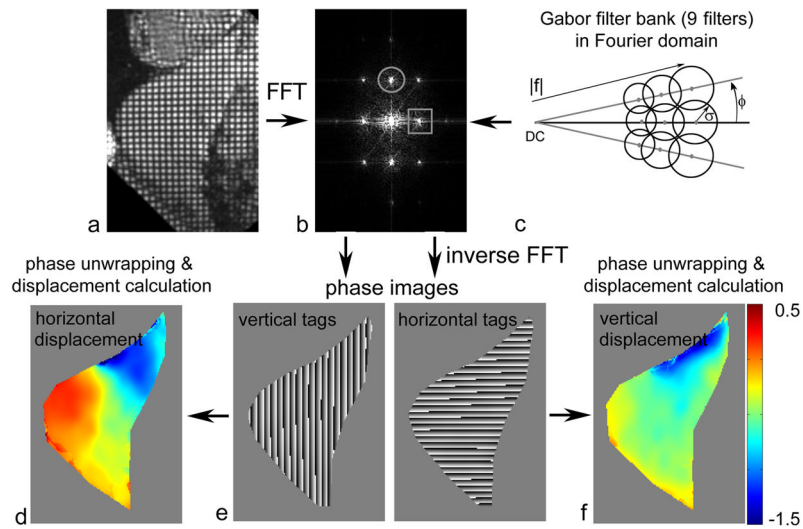 Gabor filter bank (9 filters)
in Fourier domain
FFT
|f|
ϕ
σ
DC
a
b
c
inverse FFT
phase unwrapping &
displacement calculation
phase images
phase unwrapping &
displacement calculation
horizontal
displacement
vertical tags
horizontal tags
vertical
displacement
0.5
-1.5
d
e
f